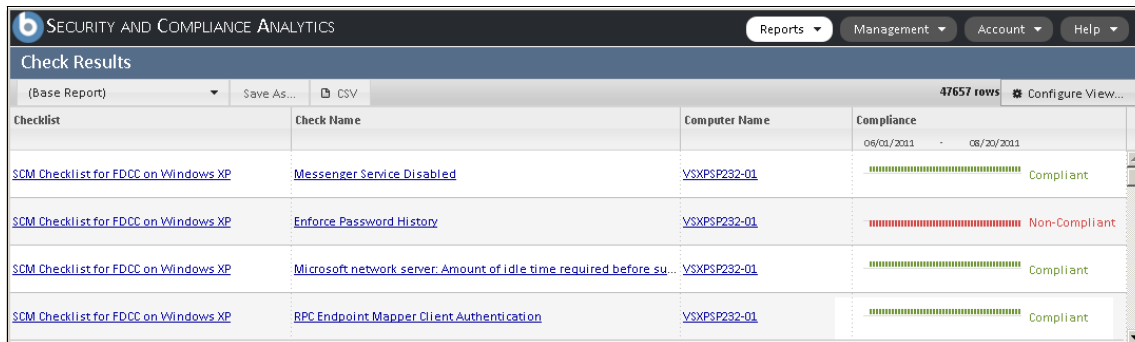 b SECURITY AND COMPLIANCE ANALYTICS
Reports Management Account Help
Check Results
(Base Report) Save As... CSV 47657 rows Configure View...
Checklist Check Name Computer Name Compliance
06/01/2011 - 08/20/2011
SCM Checklist for FDCC on Windows XP Messenger Service Disabled VSXPSP232-01 Compliant
SCM Checklist for FDCC on Windows XP Enforce Password History VSXPSP232-01 Non-Compliant
SCM Checklist for FDCC on Windows XP Microsoft network server: Amount of idle time required before su... VSXPSP232-01 Compliant
SCM Checklist for FDCC on Windows XP RPC Endpoint Mapper Client Authentication VSXPSP232-01 Compliant